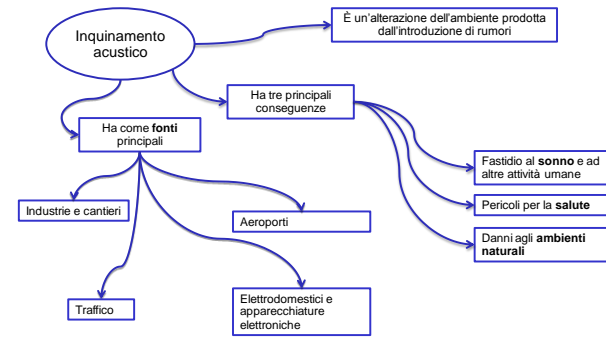 Inquinamento
acustico
È un'alterazione dell'ambiente prodotta
dall'introduzione di rumori
Ha tre principali
conseguenze
Ha come fonti
principali
Fastidio al sonno e ad
altre attività umane
Pericoli per la salute
Danni agli ambienti
naturali
Industrie e cantieri
Aeroporti
Traffico
Elettrodomestici e
apparecchiature
elettroniche